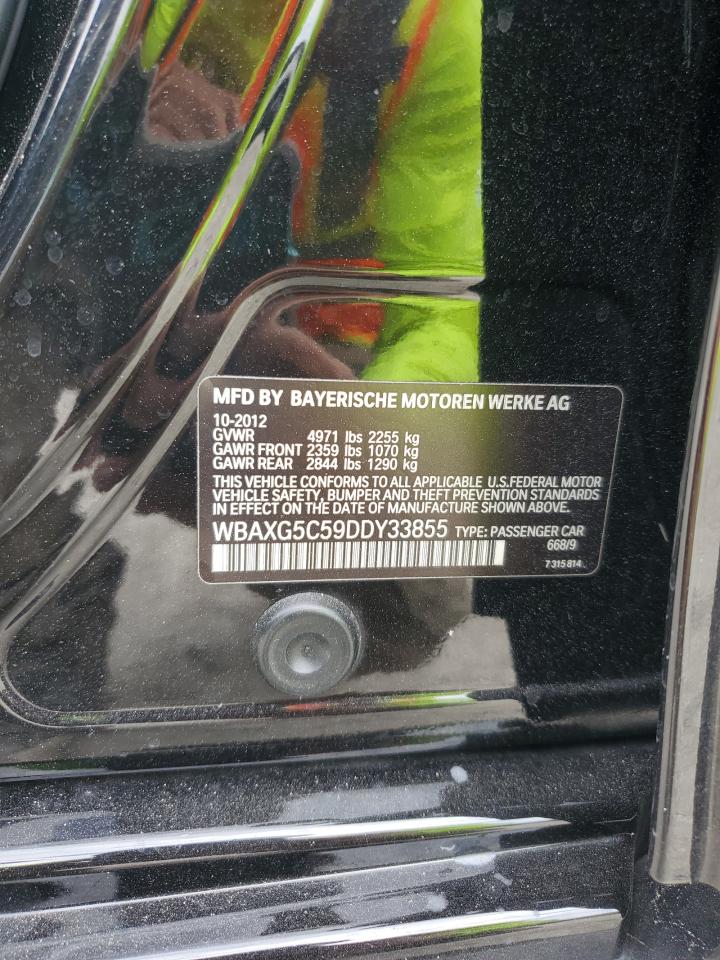 MFD BY BAYERISCHE MOTOREN WERKE AG
10-2012
GVWR 4971 lbs 2255 kg
GAWR FRONT 2359 lbs 1070 kg
GAWR REAR 2844 lbs 1290 kg
THIS VEHICLE CONFORMS TO ALL APPLICABLE U.S.FEDERAL MOTOR
VEHICLE SAFETY, BUMPER AND THEFT PREVENTION STANDARDS
IN EFFECT ON THE DATE OF MANUFACTURE SHOWN ABOVE.
WBAXG5C59DDY33855 TYPE: PASSENGER CAR
668/9
7315814